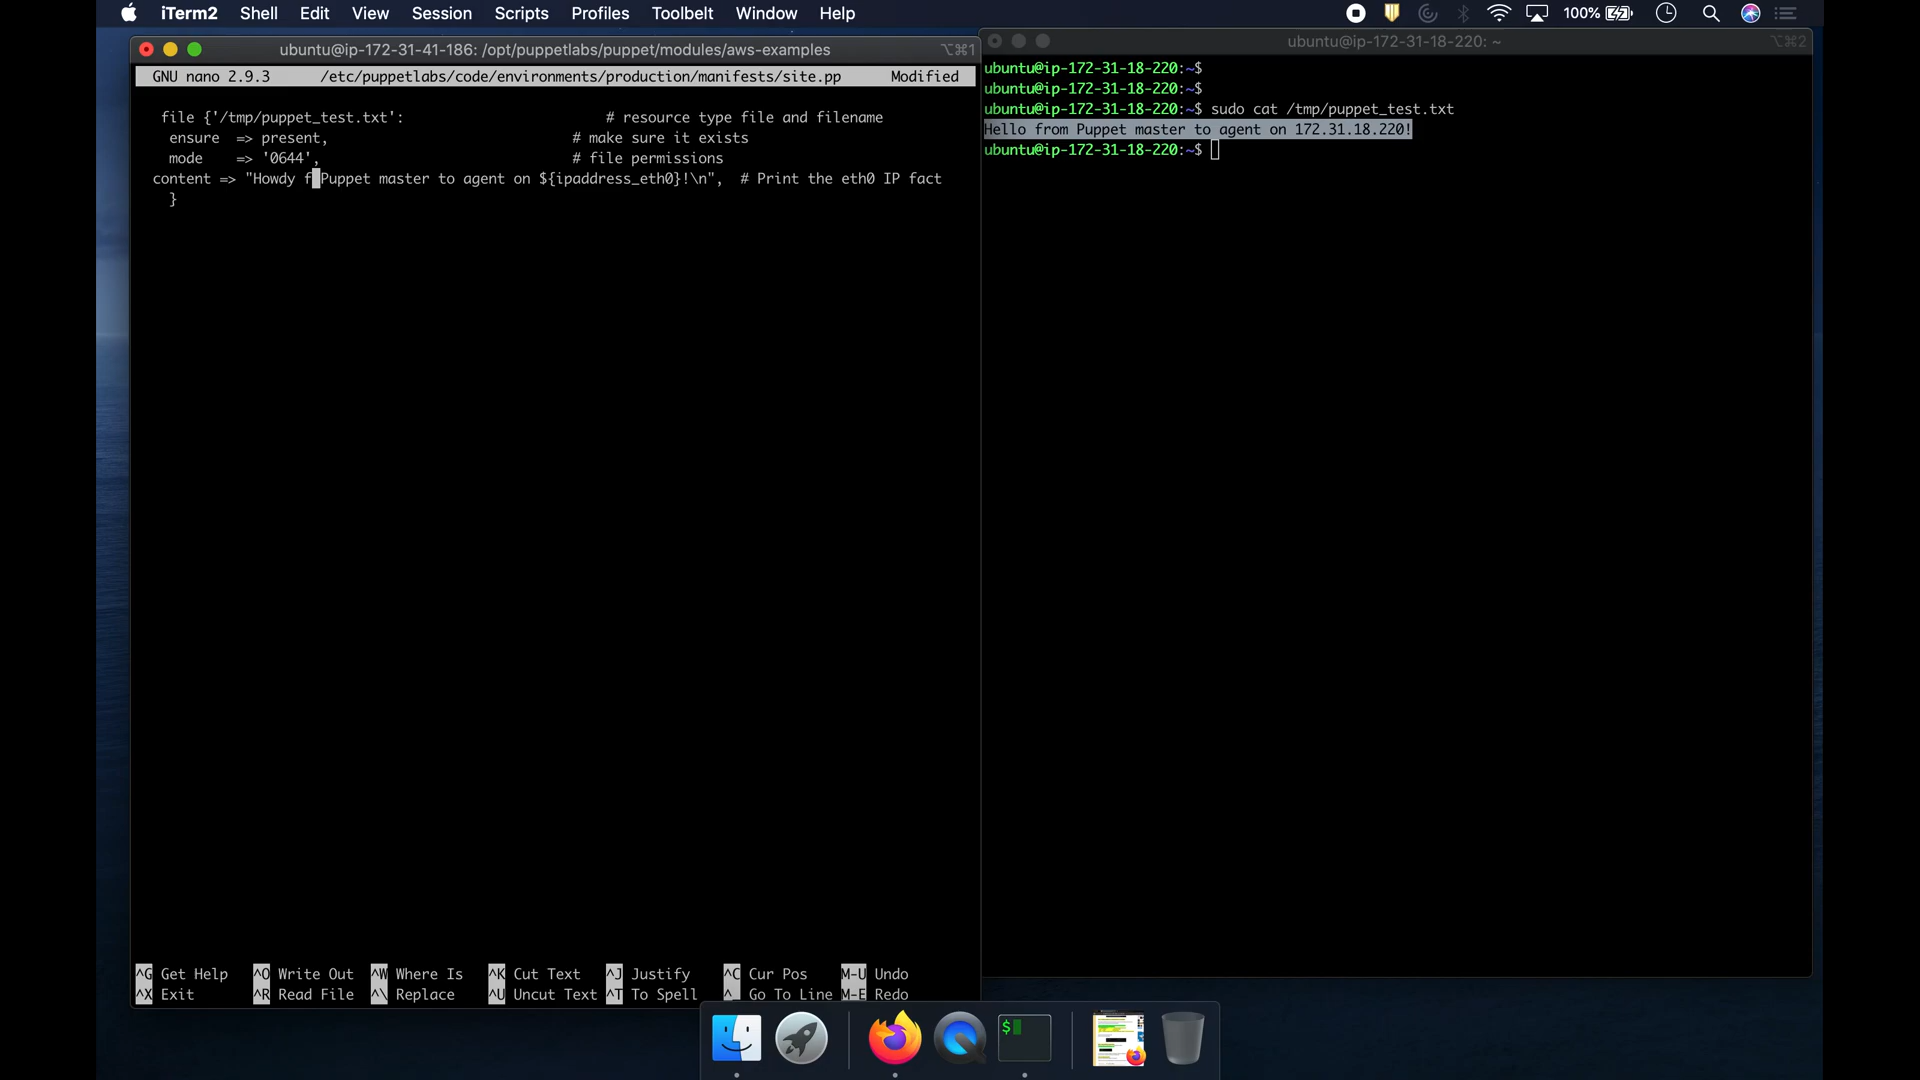 iTerm2 Shell Edit View Session Scripts Profiles Toolbelt Window Help 100%
ubuntu@ip-172-31-41-186: /opt/puppetlabs/puppet/modules/aws-examples ⌥⌘1
GNU nano 2.9.3 /etc/puppetlabs/code/environments/production/manifests/site.pp Modified
file {'/tmp/puppet_test.txt': # resource type file and filename
ensure => present, # make sure it exists
mode => '0644', # file permissions
content => "Howdy f Puppet master to agent on ${ipaddress_eth0}!\n", # Print the eth0 IP fact
}
^G Get Help ^O Write Out ^W Where Is ^K Cut Text ^J Justify ^C Cur Pos M-U Undo
^X Exit ^R Read File ^\ Replace ^U Uncut Text ^T To Spell ^_ Go To Line M-E Redo
ubuntu@ip-172-31-18-220: ~ ⌥⌘2
ubuntu@ip-172-31-18-220:~$
ubuntu@ip-172-31-18-220:~$
ubuntu@ip-172-31-18-220:~$ sudo cat /tmp/puppet_test.txt
Hello from Puppet master to agent on 172.31.18.220!
ubuntu@ip-172-31-18-220:~$
$